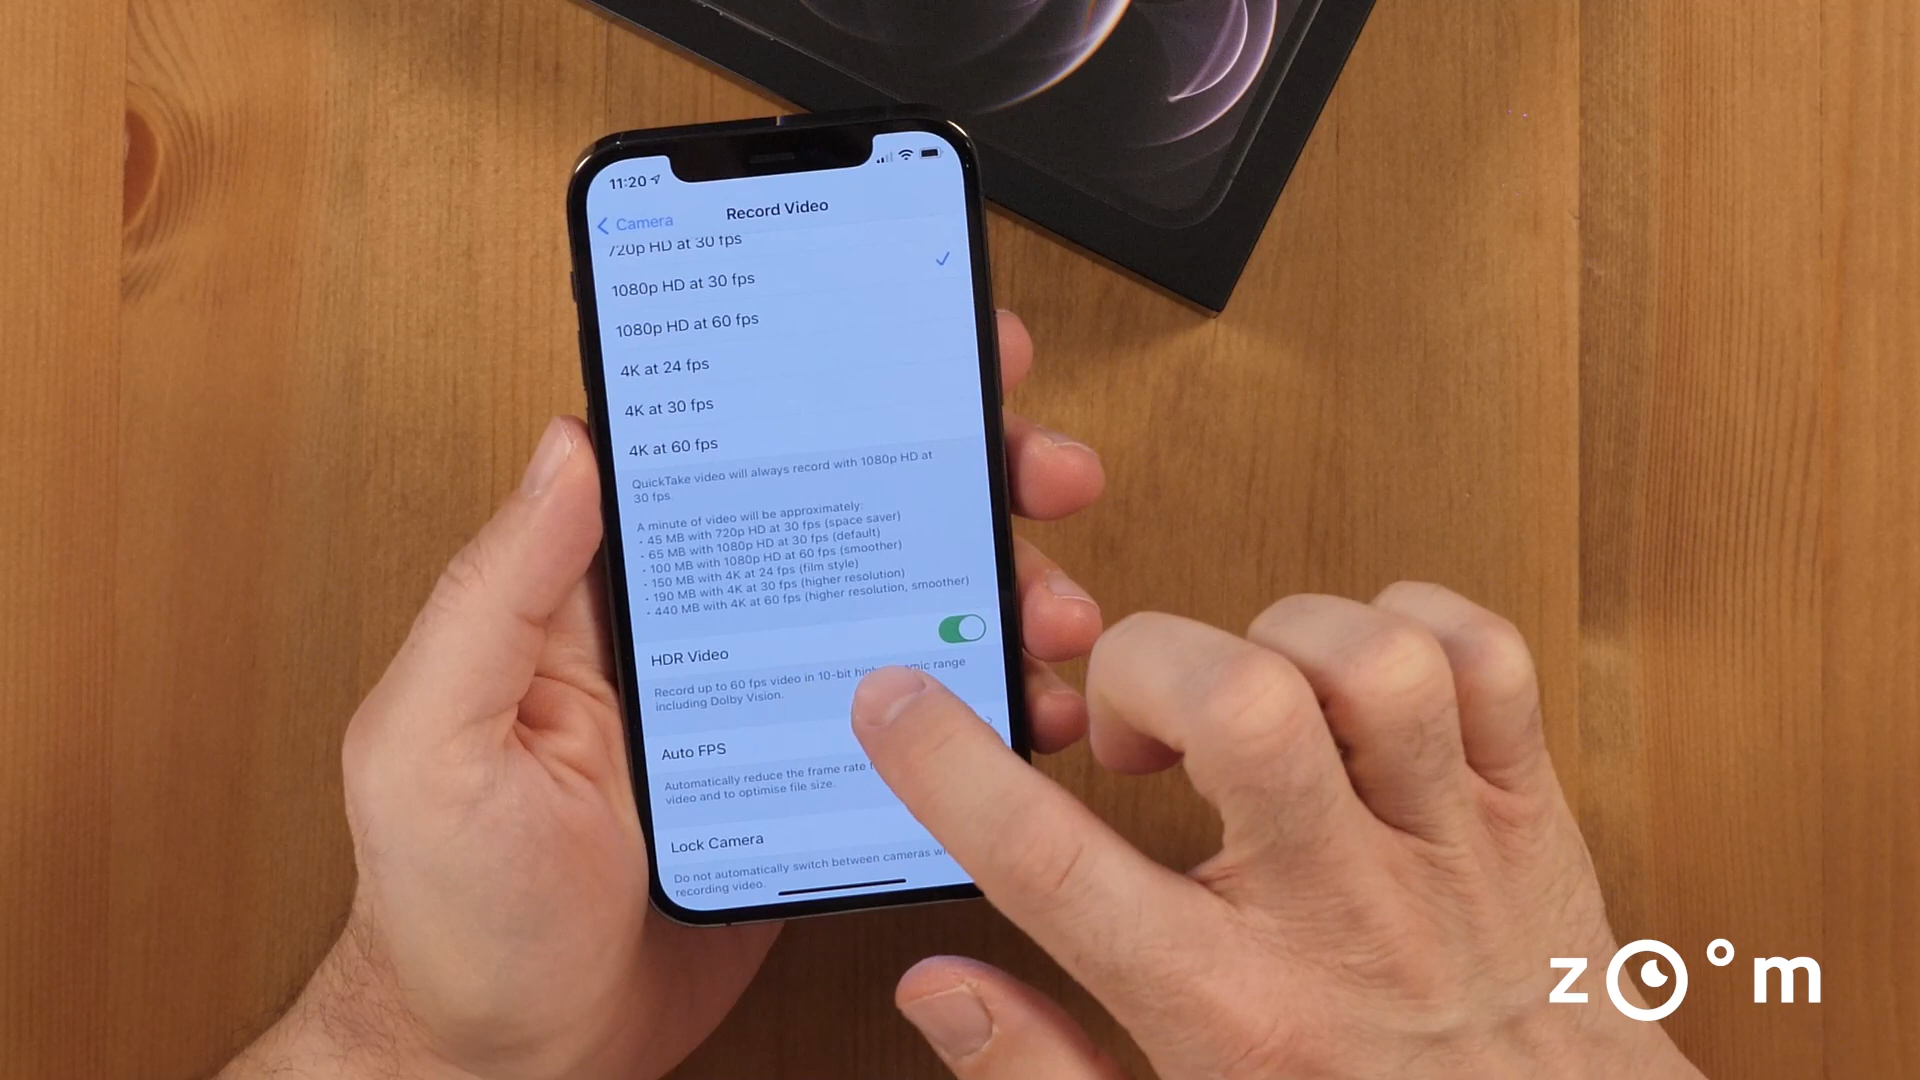 11:20
Camera
Record Video
720p HD at 30 fps
1080p HD at 30 fps
1080p HD at 60 fps
4K at 24 fps
4K at 30 fps
4K at 60 fps
QuickTake video will always record with 1080p HD at
30 fps.
A minute of video will be approximately:
· 45 MB with 720p HD at 30 fps (space saver)
· 65 MB with 1080p HD at 30 fps (default)
· 100 MB with 1080p HD at 60 fps (smoother)
· 150 MB with 4K at 24 fps (film style)
· 190 MB with 4K at 30 fps (higher resolution)
· 440 MB with 4K at 60 fps (higher resolution, smoother)
HDR Video
Record up to 60 fps video in 10-bit range
including Dolby Vision.
Auto FPS
Automatically reduce the frame rate
video and to optimise file size.
Lock Camera
Do not automatically switch between cameras
recording video.
zoom